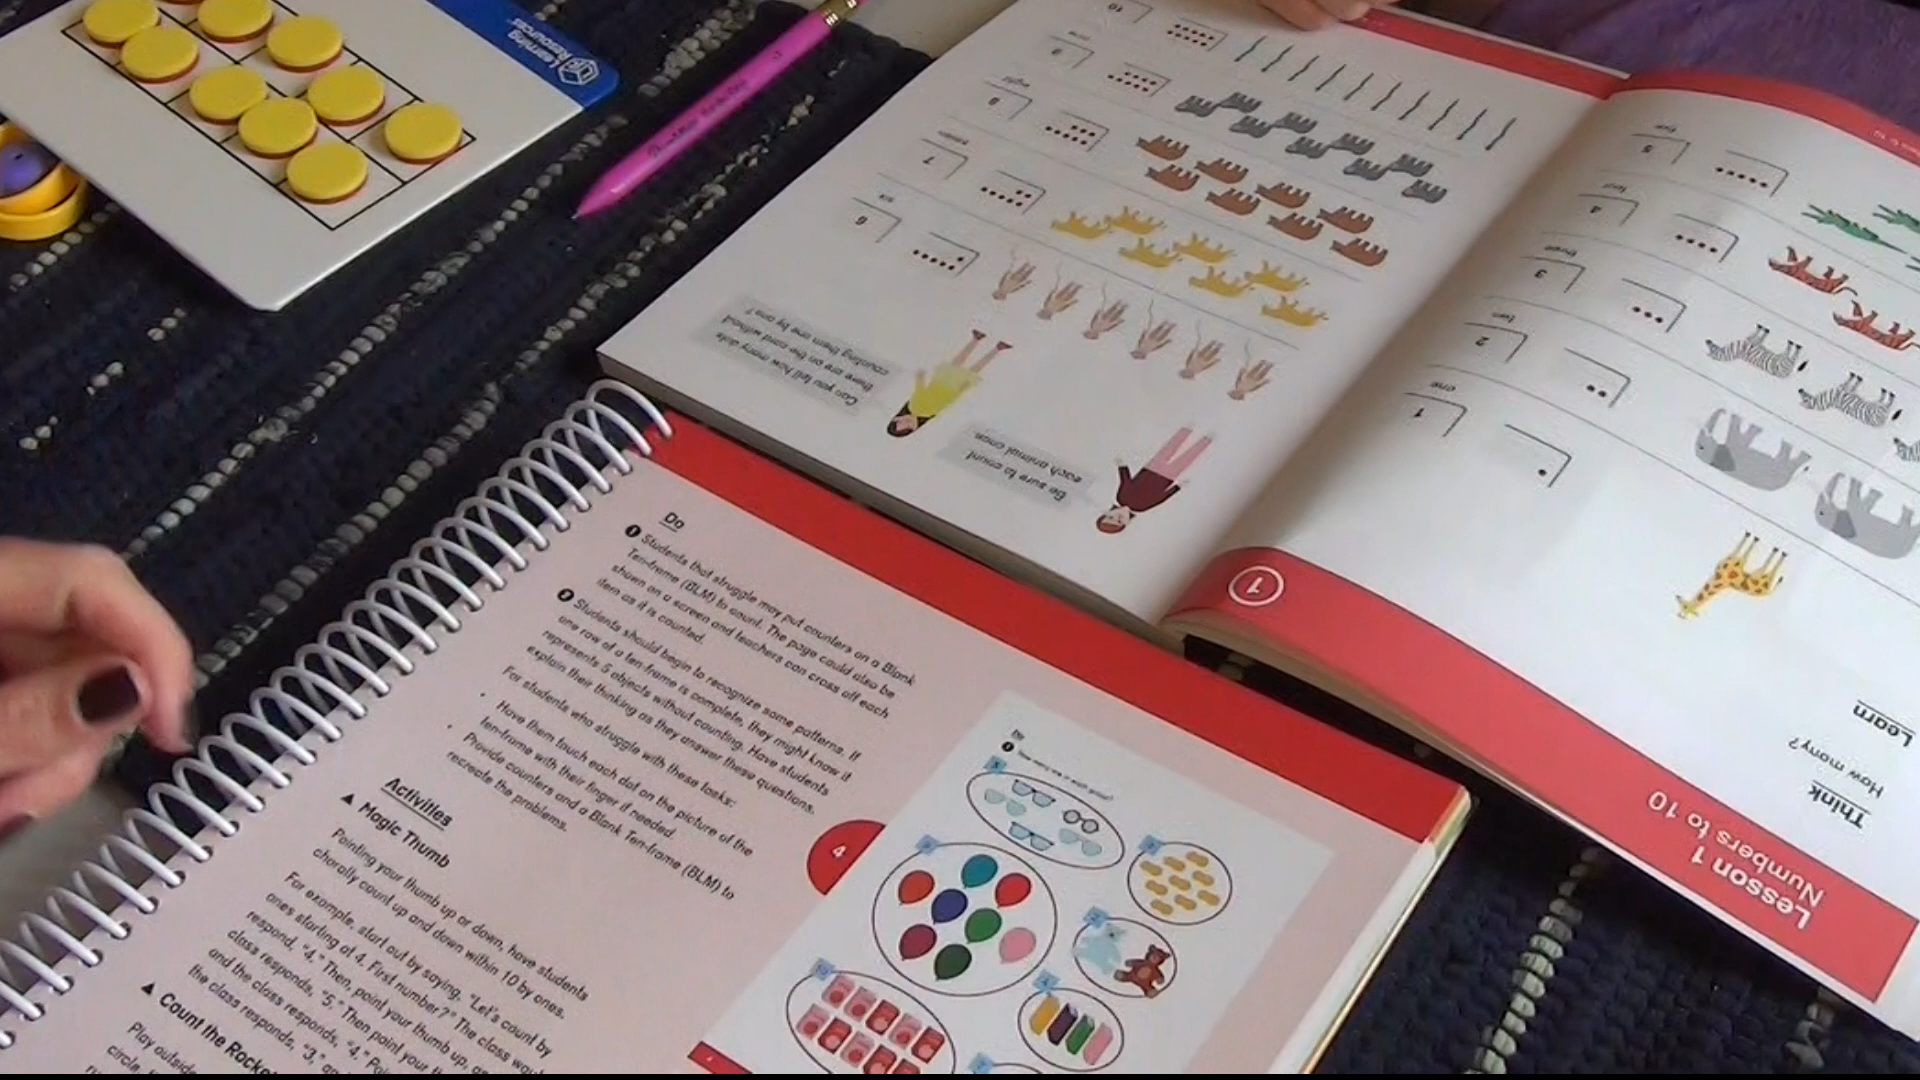 Learning
Resources
10
nine
9
eight
8
seven
7
six
6
Can you tell how many dots
there are on the card without
counting them one by one?
Be sure to count
each animal once.
five
5
four
4
three
3
two
2
one
1
1
Learn
How many?
Think
Lesson 1
Numbers to 10
Do
1 Students that struggle may put counters on a Blank
Ten-frame (BLM) to count. The page could also be
shown on a screen and teachers can cross off each
item as it is counted.
2 Students should begin to recognize some patterns. If
one row of a ten-frame is complete, they might know it
represents 5 objects without counting. Have students
explain their thinking as they answer these questions.
For students who struggle with these tasks:
• Have them touch each dot on the picture of the
ten-frame with their finger if needed.
• Provide counters and a Blank Ten-frame (BLM) to
recreate the problems.
Activities
▲ Magic Thumb
Pointing your thumb up or down, have students
chorally count up and down within 10 by ones.
For example, start out by saying, "Let's count by
ones starting at 4. First number?" The class
respond, "4." Then, point your thumb up, and
class responds, "5." Then point your
and the class responds, "4."
the class responds, "3,"
▲ Count the
Play outside
circle,
4
Do
1 How many are in each group?